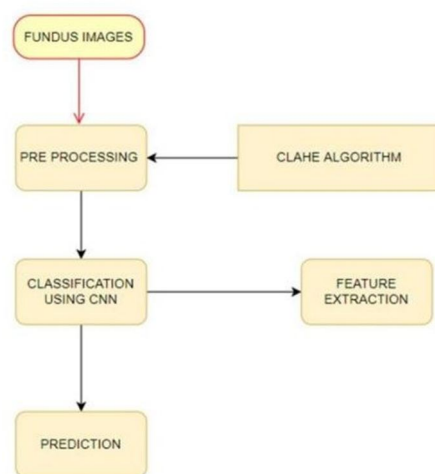 FUNDUS IMAGES
PRE PROCESSING
CLAHE ALGORITHM
CLASSIFICATION
USING CNN
FEATURE
EXTRACTION
PREDICTION